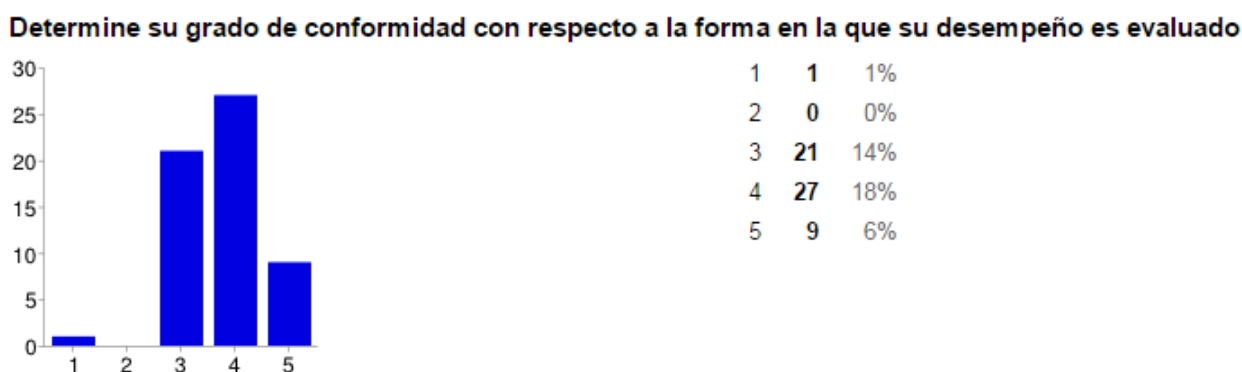 Determine su grado de conformidad con respecto a la forma en la que su desempeño es evaluado
30
25
20
15
10
5
0
1 2 3 4 5
1 1 1%
2 0 0%
3 21 14%
4 27 18%
5 9 6%